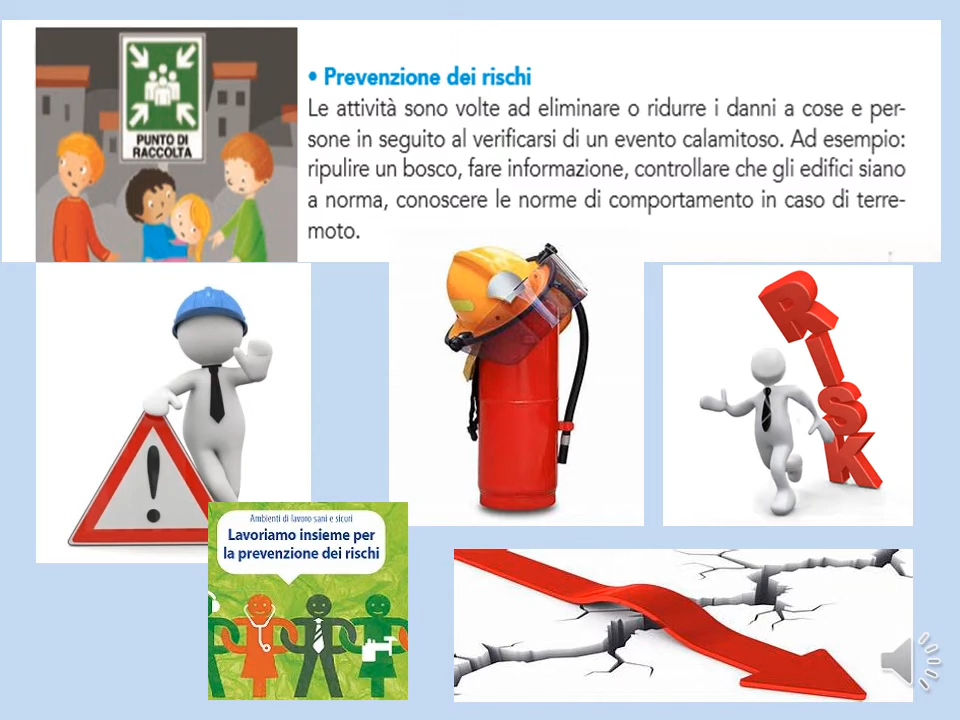 PUNTO DI
RACCOLTA
• Prevenzione dei rischi
Le attività sono volte ad eliminare o ridurre i danni a cose e per-
sone in seguito al verificarsi di un evento calamitoso. Ad esempio:
ripulire un bosco, fare informazione, controllare che gli edifici siano
a norma, conoscere le norme di comportamento in caso di terre-
moto.
RISK
Ambienti di lavoro sani e sicuri
Lavoriamo insieme per
la prevenzione dei rischi